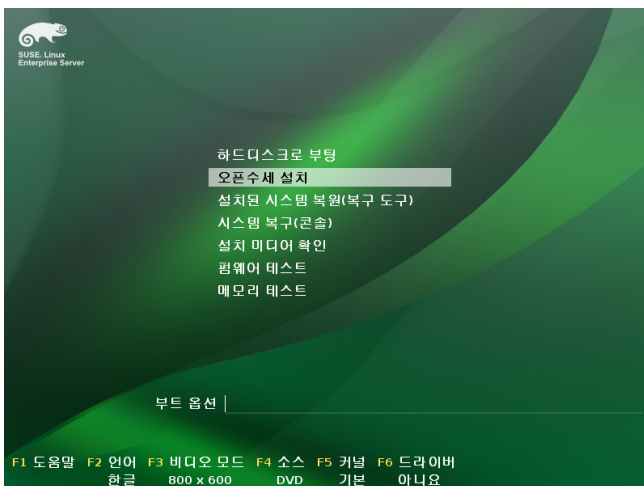 SUSE. Linux
Enterprise Server
하드디스크로 부팅
오픈수세 설치
설치된 시스템 복원(복구 도구)
시스템 복구(콘솔)
설치 미디어 확인
펌웨어 테스트
메모리 테스트
부트 옵션
F1 도움말 F2 언어 F3 비디오 모드 F4 소스 F5 커널 F6 드라이버
한글 800 x 600 DVD 기본 아니요